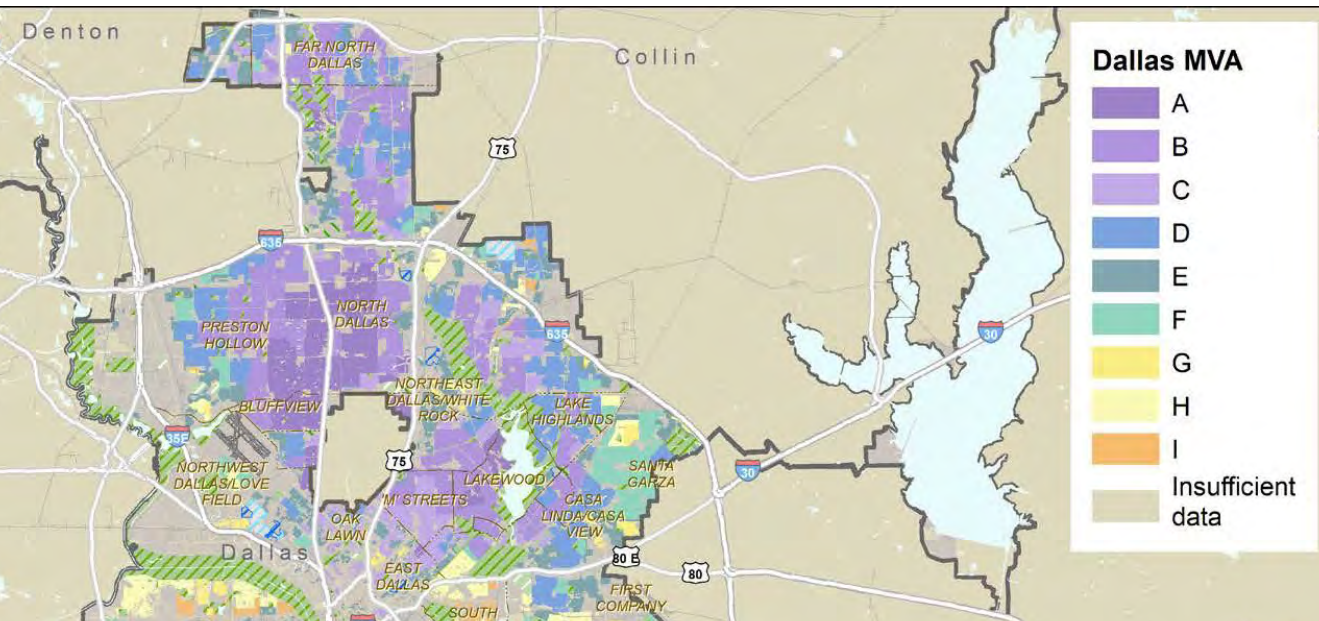 Denton
Collin
FAR NORTH
DALLAS
75
635
NORTH
DALLAS
PRESTON
HOLLOW
635
30
NORTHEAST
DALLAS/WHITE
ROCK
BLUFFVIEW
LAKE
HIGHLANDS
35E
75
30
NORTHWEST
DALLAS/LOVE
FIELD
LAKEWOOD
SANTA
GARZA
'M' STREETS
CASA
LINDA/CASA
VIEW
OAK
LAWN
Dallas
80 E
80
EAST
DALLAS
FIRST
COMPANY
SOUTH
Dallas MVA
A
B
C
D
E
F
G
H
I
Insufficient
data